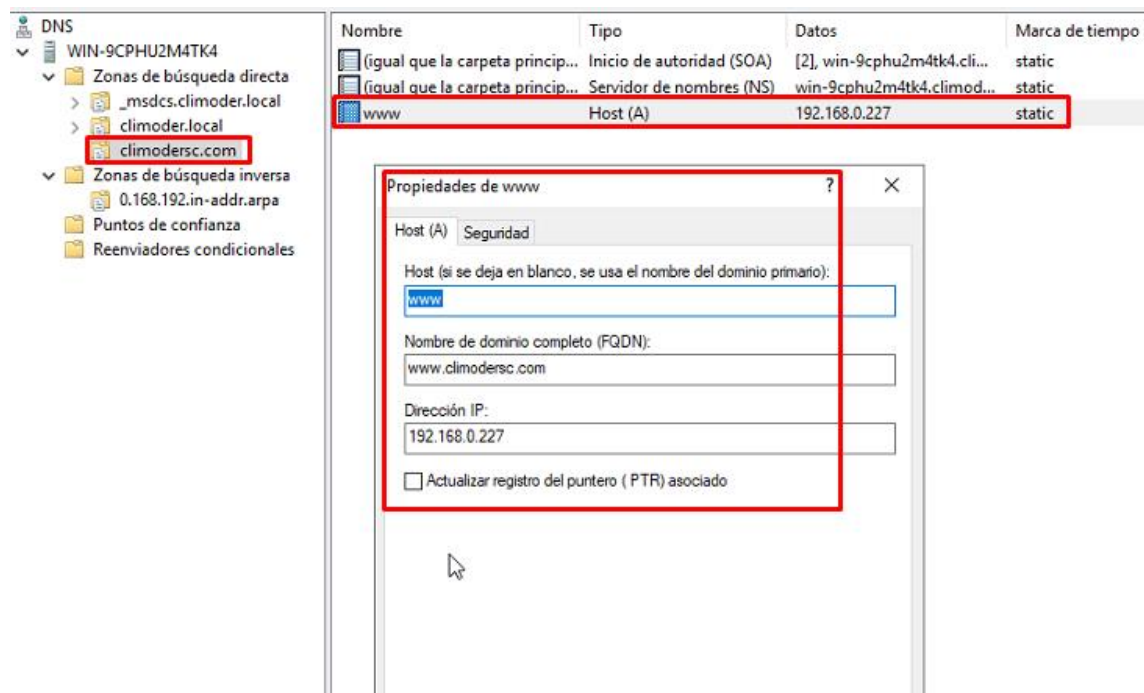 DNS
WIN-9CPHU2M4TK4
Zonas de búsqueda directa
_msdcs.climoder.local
climoder.local
climodersc.com
Zonas de búsqueda inversa
0.168.192.in-addr.arpa
Puntos de confianza
Reenviadores condicionales
Nombre Tipo Datos Marca de tiempo
(igual que la carpeta princip... Inicio de autoridad (SOA) [2], win-9cphu2m4tk4.cli... static
(igual que la carpeta princip... Servidor de nombres (NS) win-9cphu2m4tk4.climod... static
www Host (A) 192.168.0.227 static
Propiedades de www ? ×
Host (A) Seguridad
Host (si se deja en blanco, se usa el nombre del dominio primario):
www
Nombre de dominio completo (FQDN):
www.climodersc.com
Dirección IP:
192.168.0.227
Actualizar registro del puntero ( PTR) asociado